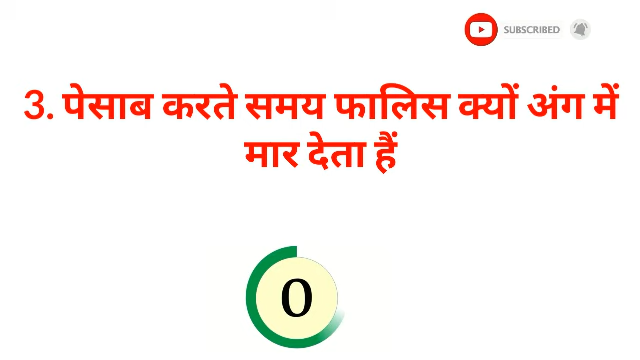 SUBSCRIBED
3. पेसाब करते समय फालिस क्यों अंग में
मार देता हैं
0